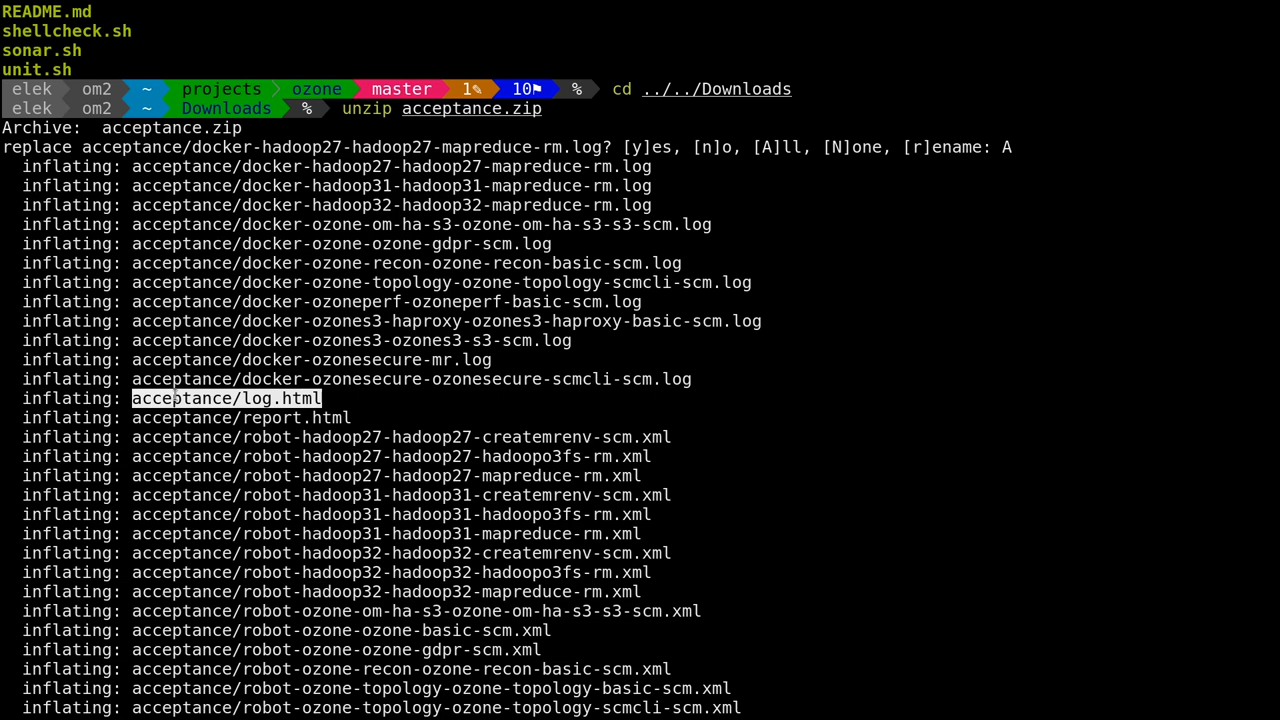 README.md
shellcheck.sh
sonar.sh
unit.sh
elek om2 ~ projects ozone master 1✎ 10⚑ % cd ../../Downloads
elek om2 ~ Downloads % unzip acceptance.zip
Archive:  acceptance.zip
replace acceptance/docker-hadoop27-hadoop27-mapreduce-rm.log? [y]es, [n]o, [A]ll, [N]one, [r]ename: A
  inflating: acceptance/docker-hadoop27-hadoop27-mapreduce-rm.log
  inflating: acceptance/docker-hadoop31-hadoop31-mapreduce-rm.log
  inflating: acceptance/docker-hadoop32-hadoop32-mapreduce-rm.log
  inflating: acceptance/docker-ozone-om-ha-s3-ozone-om-ha-s3-s3-scm.log
  inflating: acceptance/docker-ozone-ozone-gdpr-scm.log
  inflating: acceptance/docker-ozone-recon-ozone-recon-basic-scm.log
  inflating: acceptance/docker-ozone-topology-ozone-topology-scmcli-scm.log
  inflating: acceptance/docker-ozoneperf-ozoneperf-basic-scm.log
  inflating: acceptance/docker-ozones3-haproxy-ozones3-haproxy-basic-scm.log
  inflating: acceptance/docker-ozones3-ozones3-s3-scm.log
  inflating: acceptance/docker-ozonesecure-mr.log
  inflating: acceptance/docker-ozonesecure-ozonesecure-scmcli-scm.log
  inflating: acceptance/log.html
  inflating: acceptance/report.html
  inflating: acceptance/robot-hadoop27-hadoop27-createmrenv-scm.xml
  inflating: acceptance/robot-hadoop27-hadoop27-hadoopo3fs-rm.xml
  inflating: acceptance/robot-hadoop27-hadoop27-mapreduce-rm.xml
  inflating: acceptance/robot-hadoop31-hadoop31-createmrenv-scm.xml
  inflating: acceptance/robot-hadoop31-hadoop31-hadoopo3fs-rm.xml
  inflating: acceptance/robot-hadoop31-hadoop31-mapreduce-rm.xml
  inflating: acceptance/robot-hadoop32-hadoop32-createmrenv-scm.xml
  inflating: acceptance/robot-hadoop32-hadoop32-hadoopo3fs-rm.xml
  inflating: acceptance/robot-hadoop32-hadoop32-mapreduce-rm.xml
  inflating: acceptance/robot-ozone-om-ha-s3-ozone-om-ha-s3-s3-scm.xml
  inflating: acceptance/robot-ozone-ozone-basic-scm.xml
  inflating: acceptance/robot-ozone-ozone-gdpr-scm.xml
  inflating: acceptance/robot-ozone-recon-ozone-recon-basic-scm.xml
  inflating: acceptance/robot-ozone-topology-ozone-topology-basic-scm.xml
  inflating: acceptance/robot-ozone-topology-ozone-topology-scmcli-scm.xml